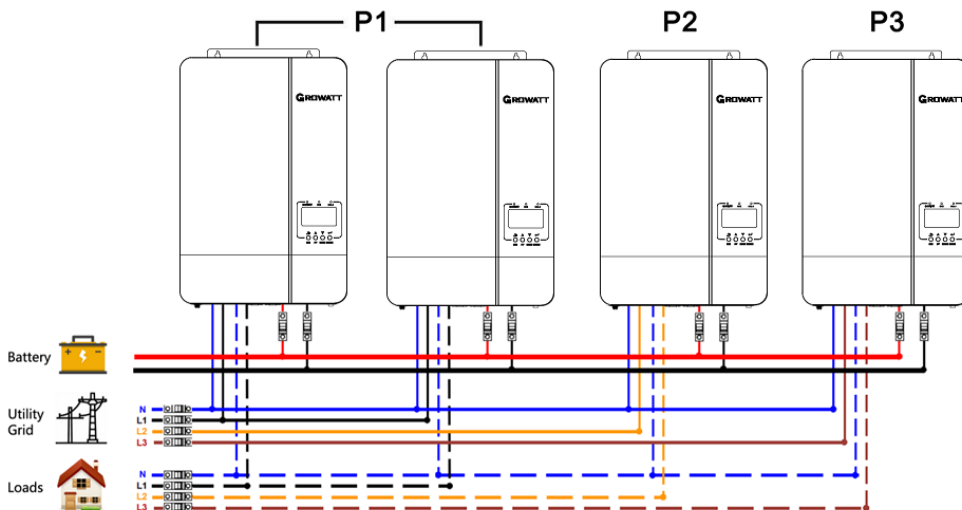 P1
P2
P3
GROWATT
GROWATT
GROWATT
GROWATT
Battery
Utility
Grid
N
L1
L2
L3
Loads
N
L1
L2
L3